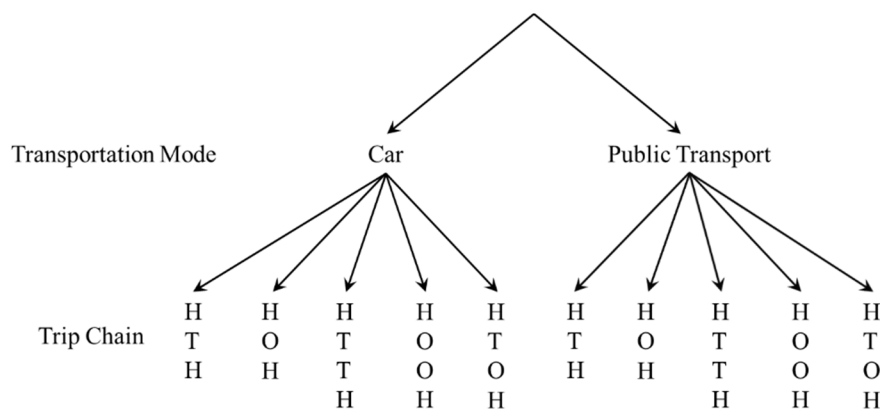 Transportation Mode Car Public Transport
H H H H H H H H H H
Trip Chain T O T O T T O T O T
H H T O O H H T O O
H H H H H H